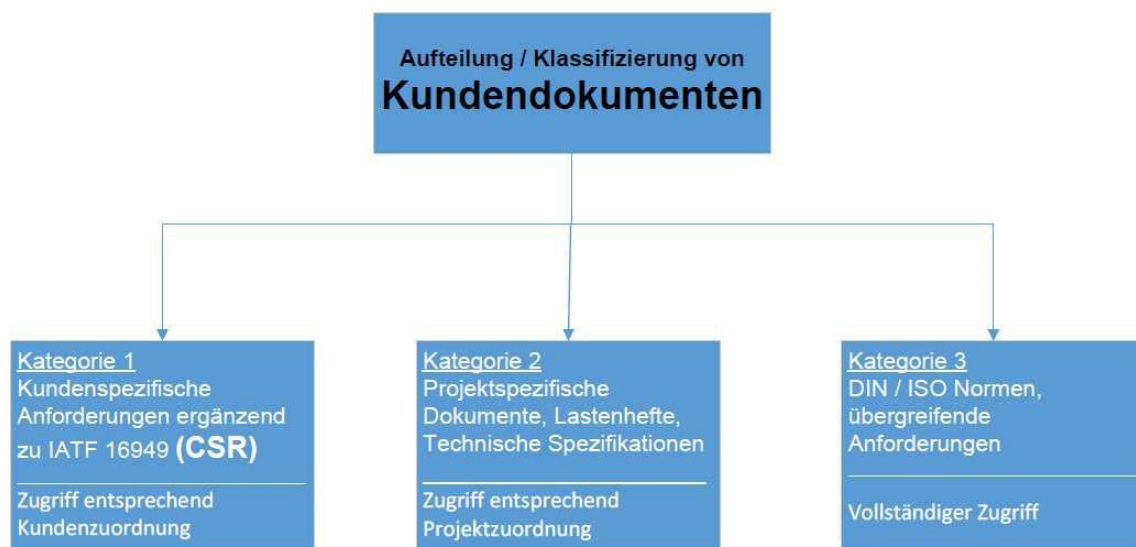 Aufteilung / Klassifizierung von
Kundendokumenten
Kategorie 1
Kundenspezifische
Anforderungen ergänzend
zu IATF 16949 (CSR)
Zugriff entsprechend
Kundenzuordnung
Kategorie 2
Projektspezifische
Dokumente, Lastenhefte,
Technische Spezifikationen
Zugriff entsprechend
Projektzuordnung
Kategorie 3
DIN / ISO Normen,
übergreifende
Anforderungen
Vollständiger Zugriff